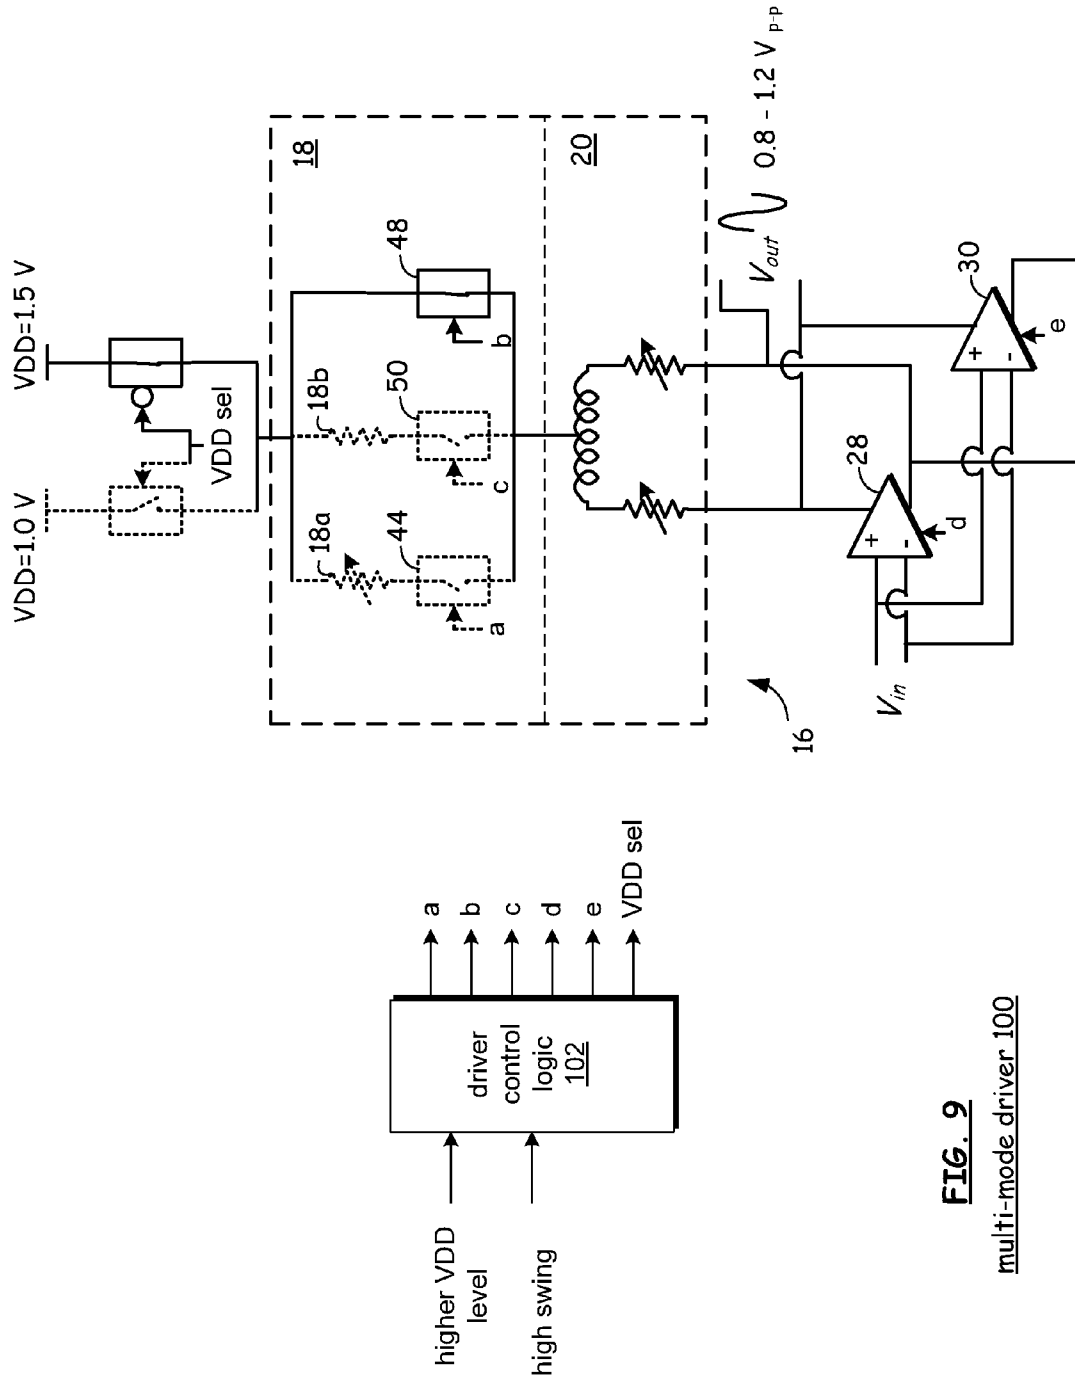 VDD=1.0 V
VDD=1.5 V
VDD sel
18
18a
18b
44
50
48
a
c
b
20
Vout
0.8 - 1.2 V p-p
16
Vin
+
-
28
d
+
-
30
e
higher VDD
level
high swing
driver
control
logic
102
a
b
c
d
e
VDD sel
FIG. 9
multi-mode driver 100